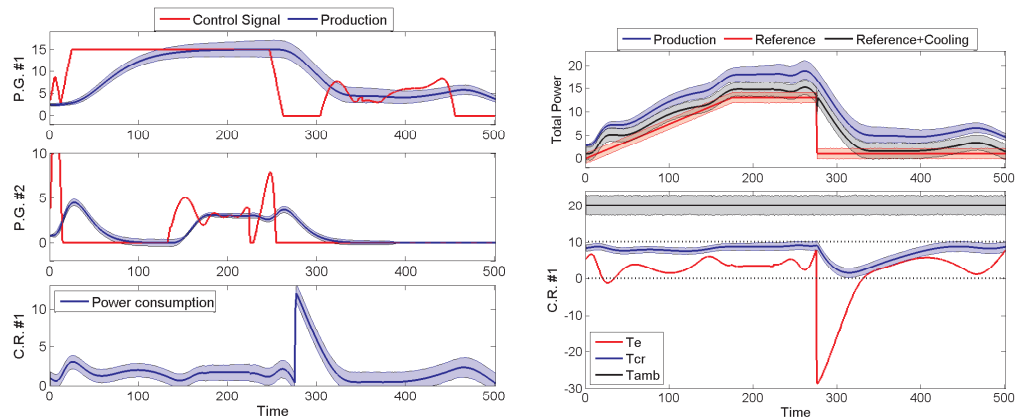 Control Signal Production
P.G. #1
15
10
5
0
0 100 200 300 400 500
P.G. #2
10
5
0
0 100 200 300 400 500
C.R. #1
Power consumption
10
5
0
0 100 200 300 400 500
Time
Production Reference Reference+Cooling
Total Power
20
15
10
5
0
0 100 200 300 400 500
C.R. #1
20
10
0
-10
-20
-30
Te
Tcr
Tamb
0 100 200 300 400 500
Time